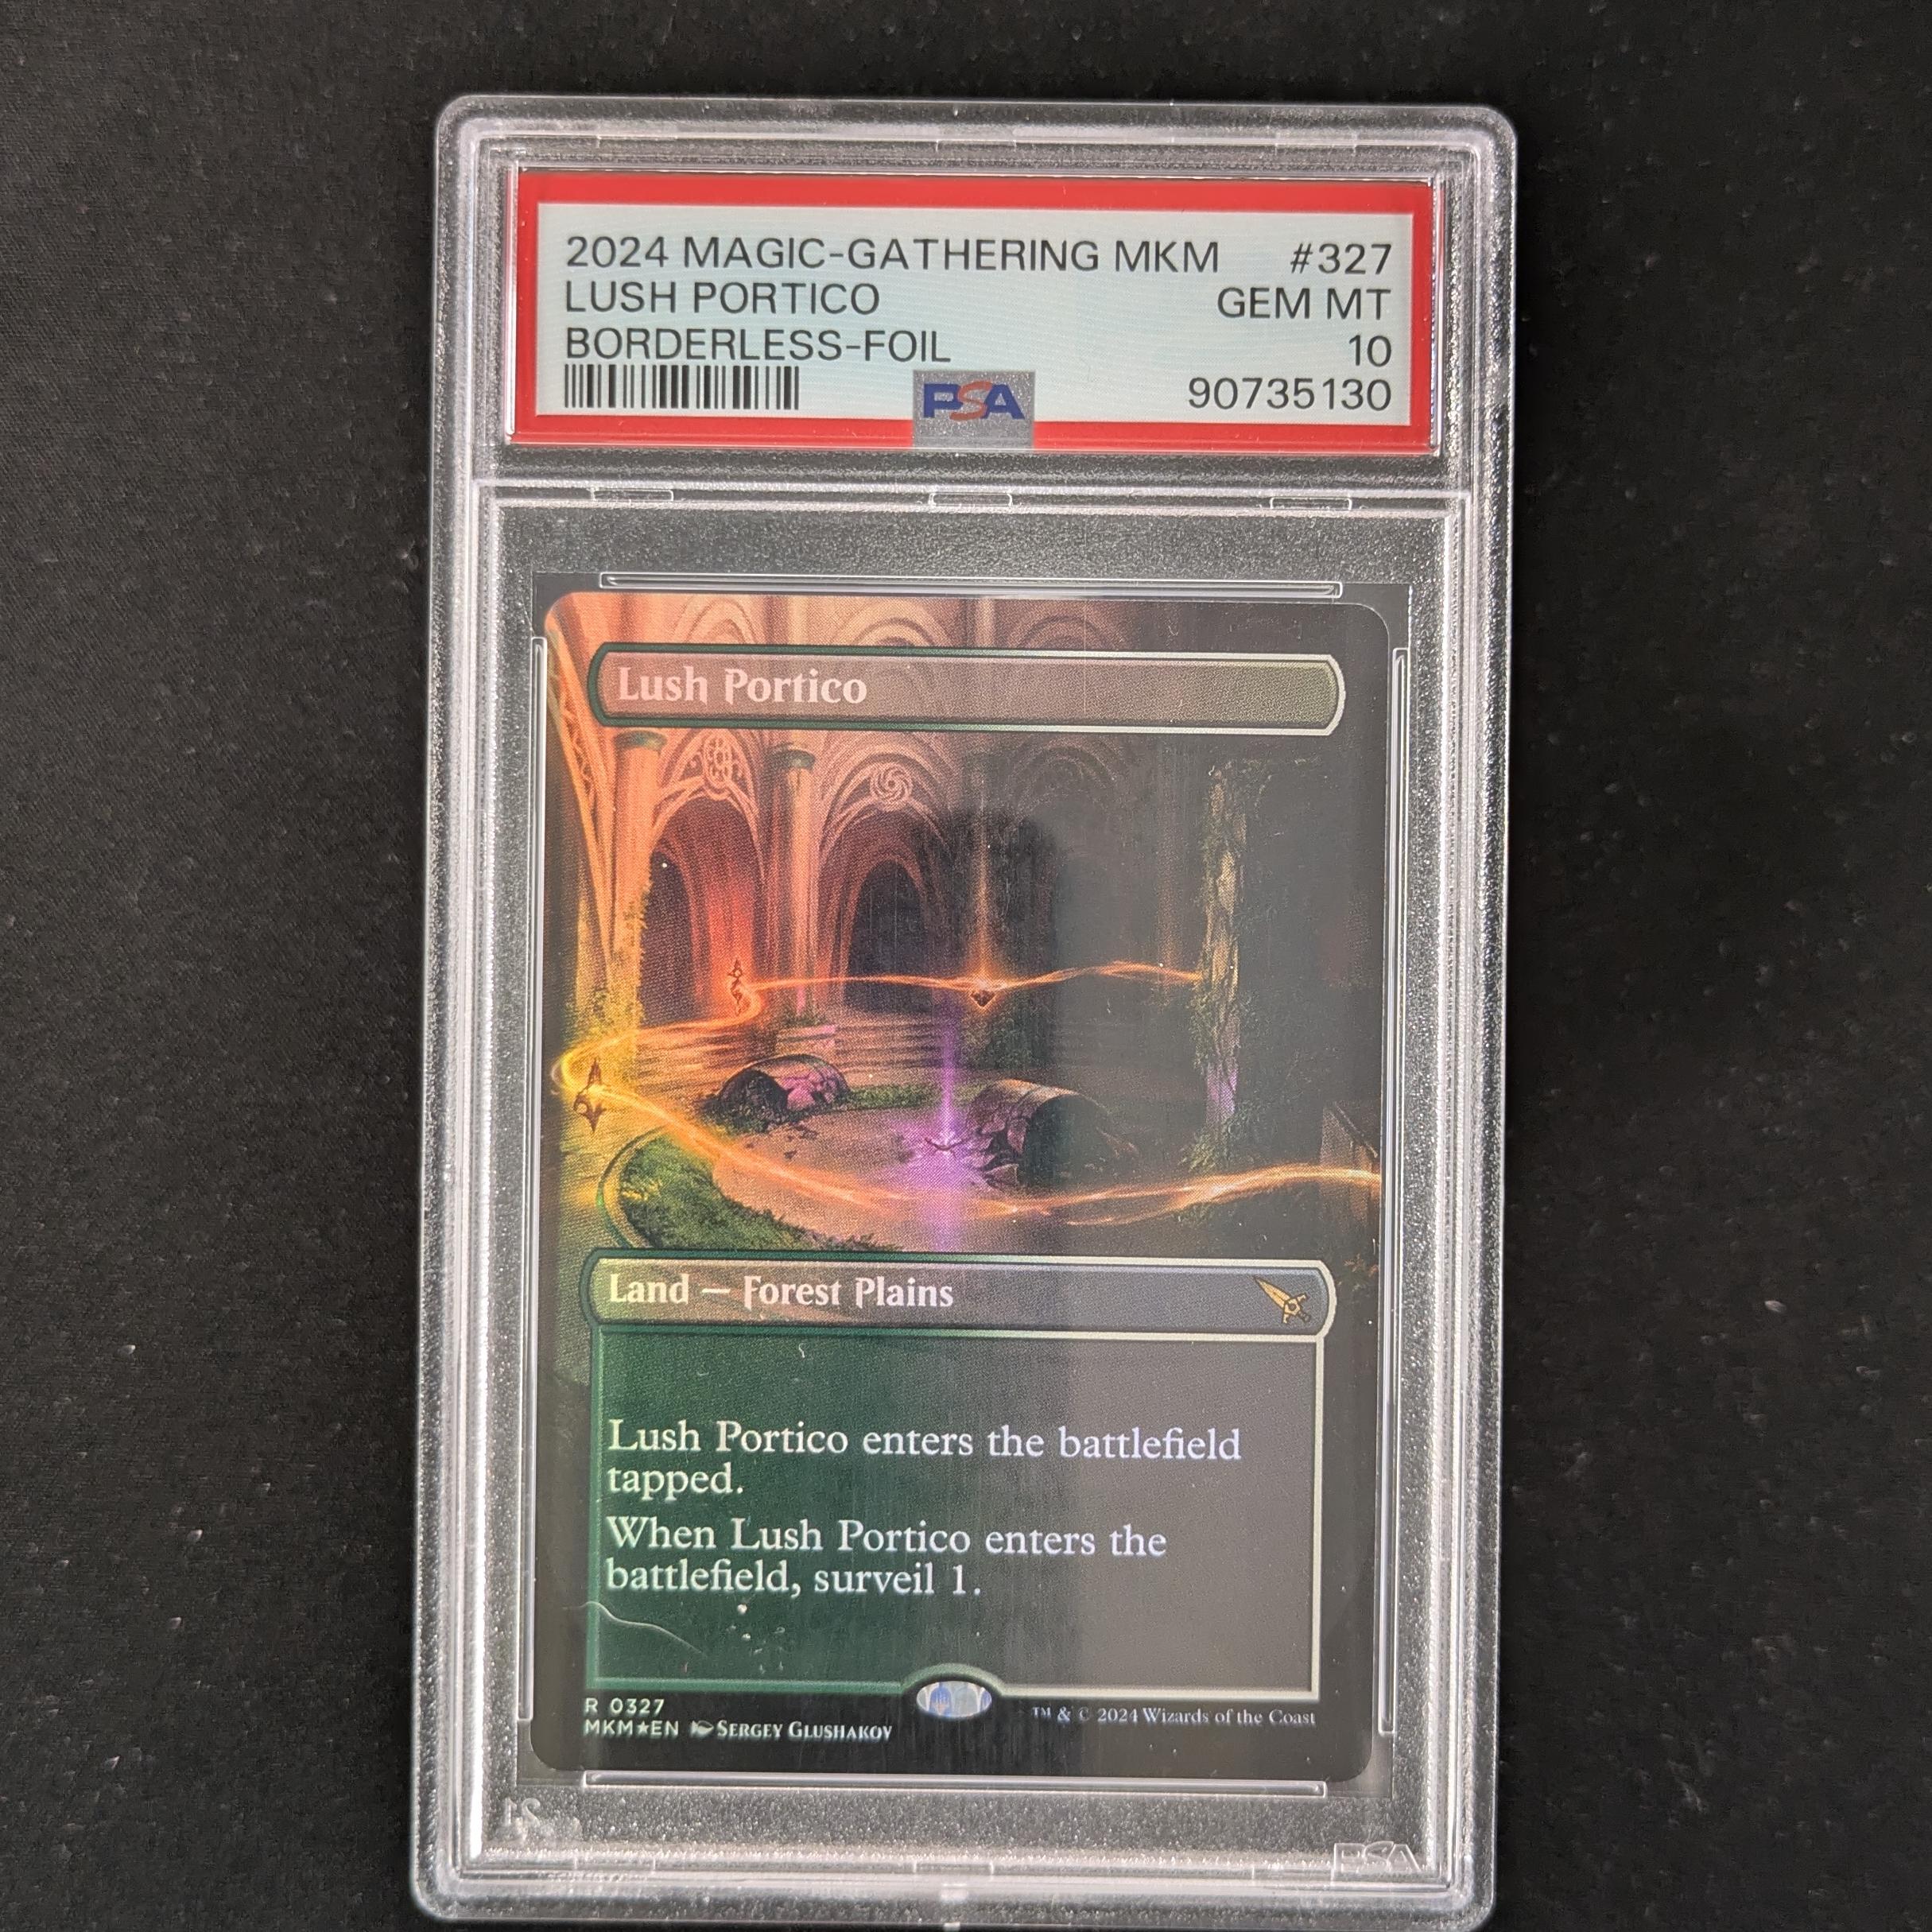 2024 MAGIC-GATHERING MKM #327
LUSH PORTICO GEM MT
BORDERLESS-FOIL 10
PSA 90735130
Lush Portico
Land — Forest Plains
Lush Portico enters the battlefield
tapped.
When Lush Portico enters the
battlefield, surveil 1.
R 0327
MKM★EN SERGEY GLUSHAKOV
™ & © 2024 Wizards of the Coast
PSA